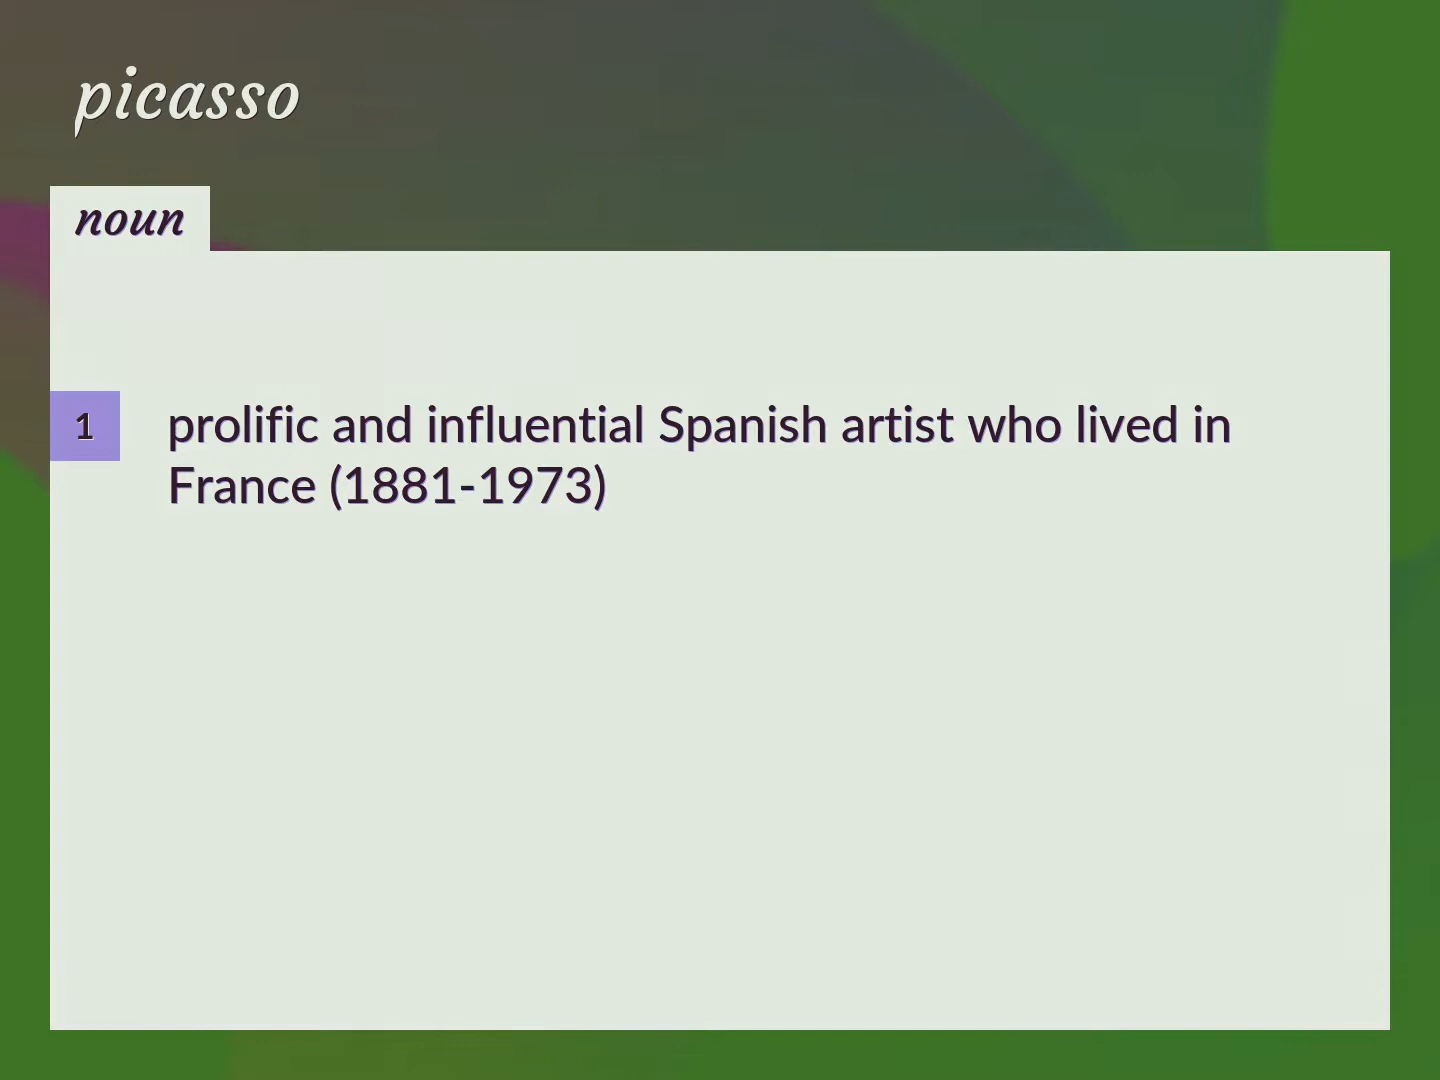 picasso
noun
1
prolific and influential Spanish artist who lived in
France (1881-1973)